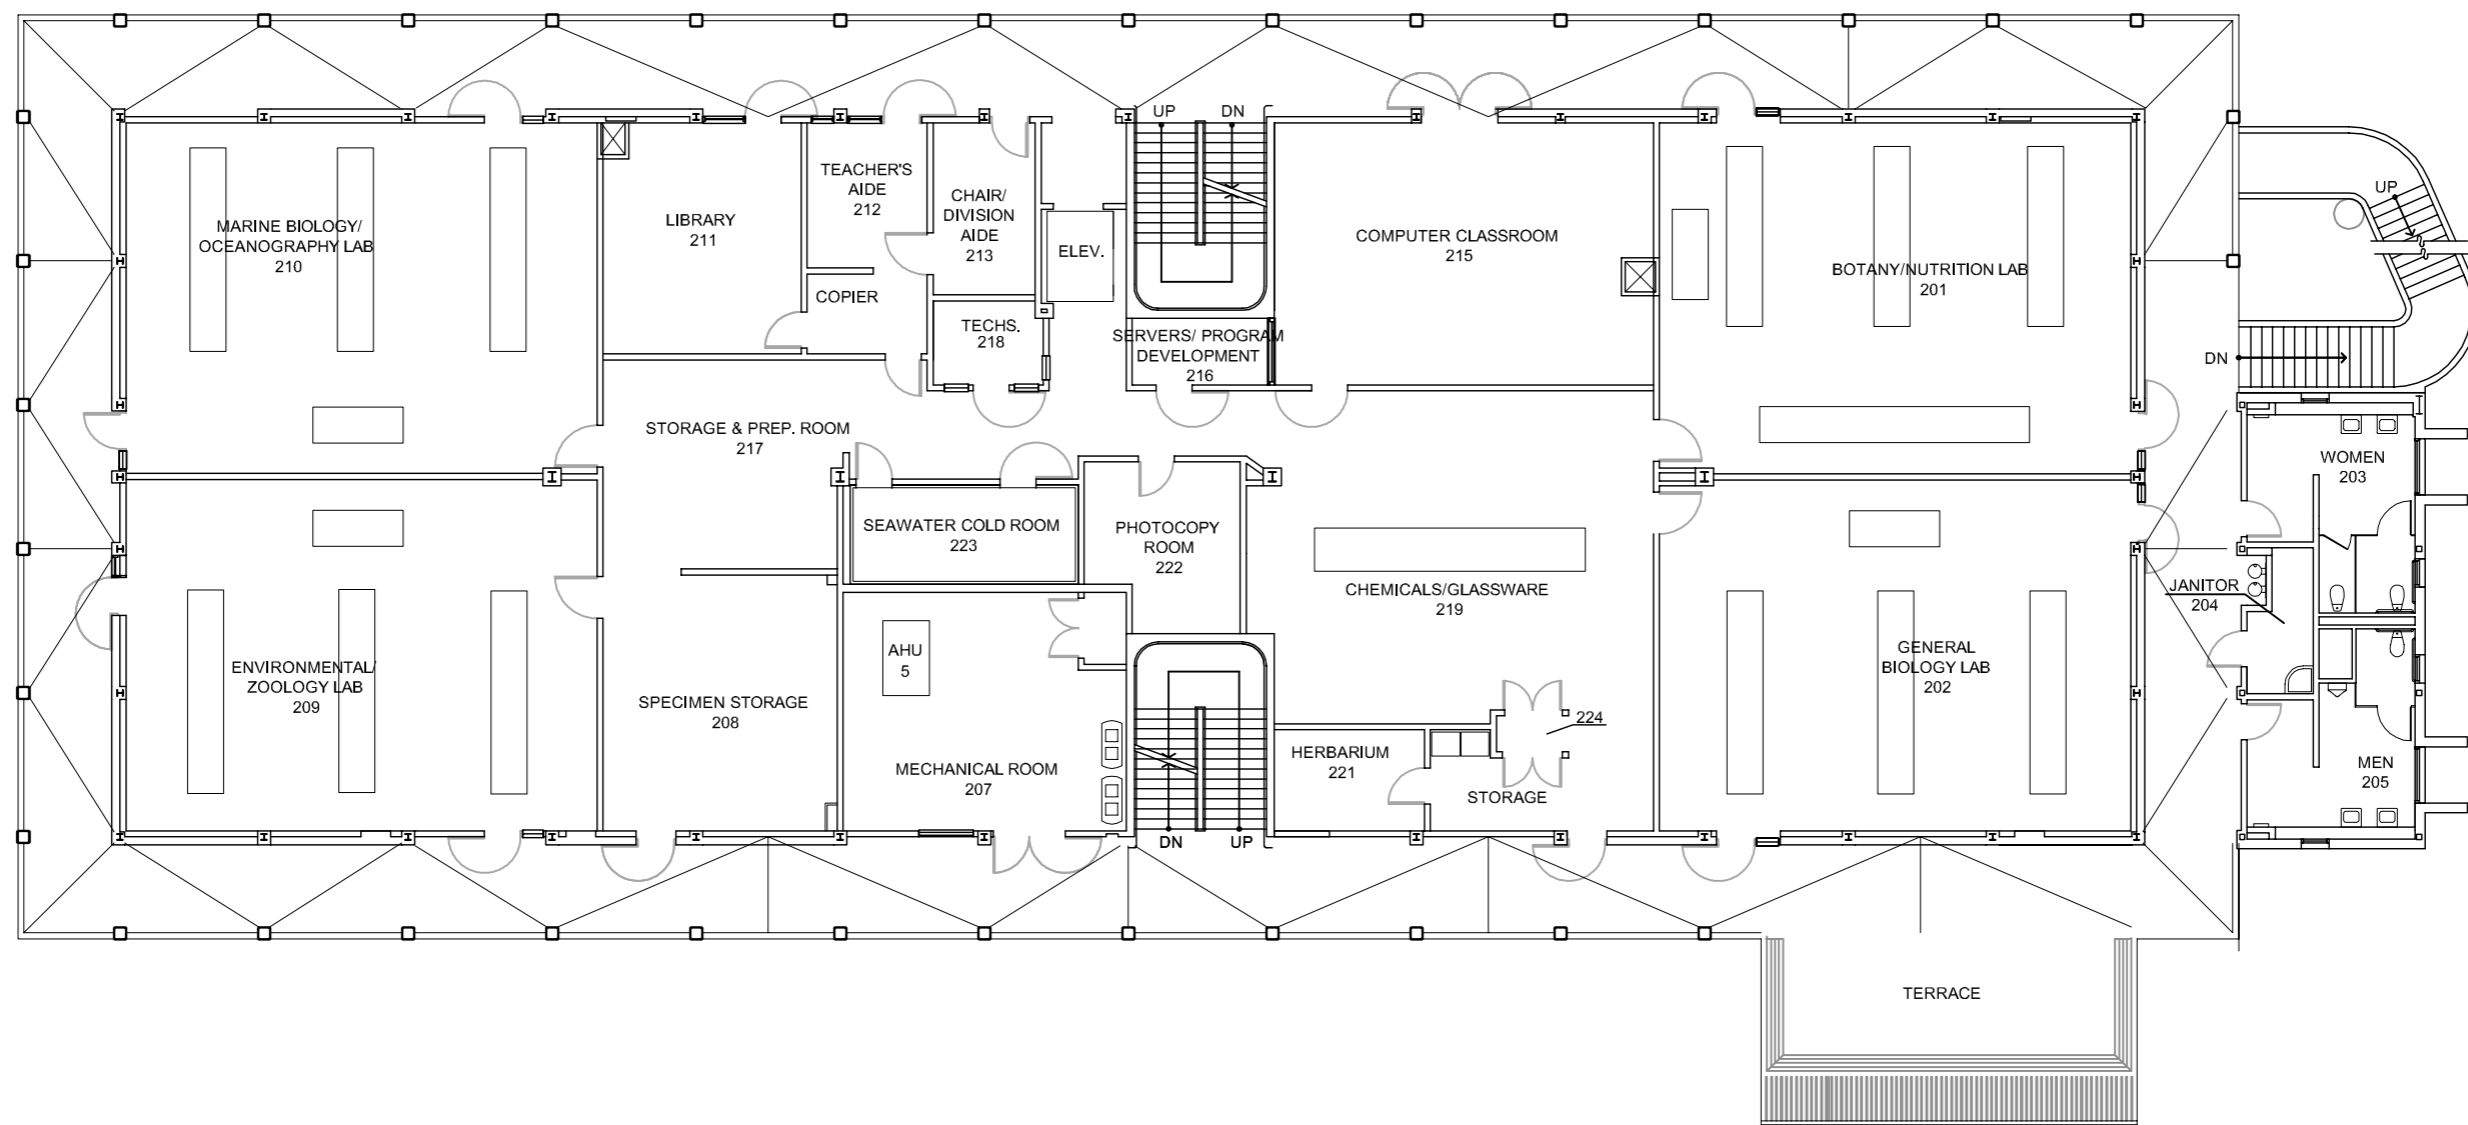 UP
DN
TEACHER'S
AIDE
212
CHAIR/
DIVISION
AIDE
213
MARINE BIOLOGY/
OCEANOGRAPHY LAB
210
LIBRARY
211
ELEV.
COMPUTER CLASSROOM
215
BOTANY/NUTRITION LAB
201
UP
COPIER
TECHS.
218
SERVERS/ PROGRAM
DEVELOPMENT
216
DN
STORAGE & PREP. ROOM
217
WOMEN
203
SEAWATER COLD ROOM
223
PHOTOCOPY
ROOM
222
CHEMICALS/GLASSWARE
219
JANITOR
204
AHU
5
ENVIRONMENTAL/
ZOOLOGY LAB
209
GENERAL
BIOLOGY LAB
202
SPECIMEN STORAGE
208
224
HERBARIUM
221
MECHANICAL ROOM
207
STORAGE
MEN
205
DN
UP
TERRACE